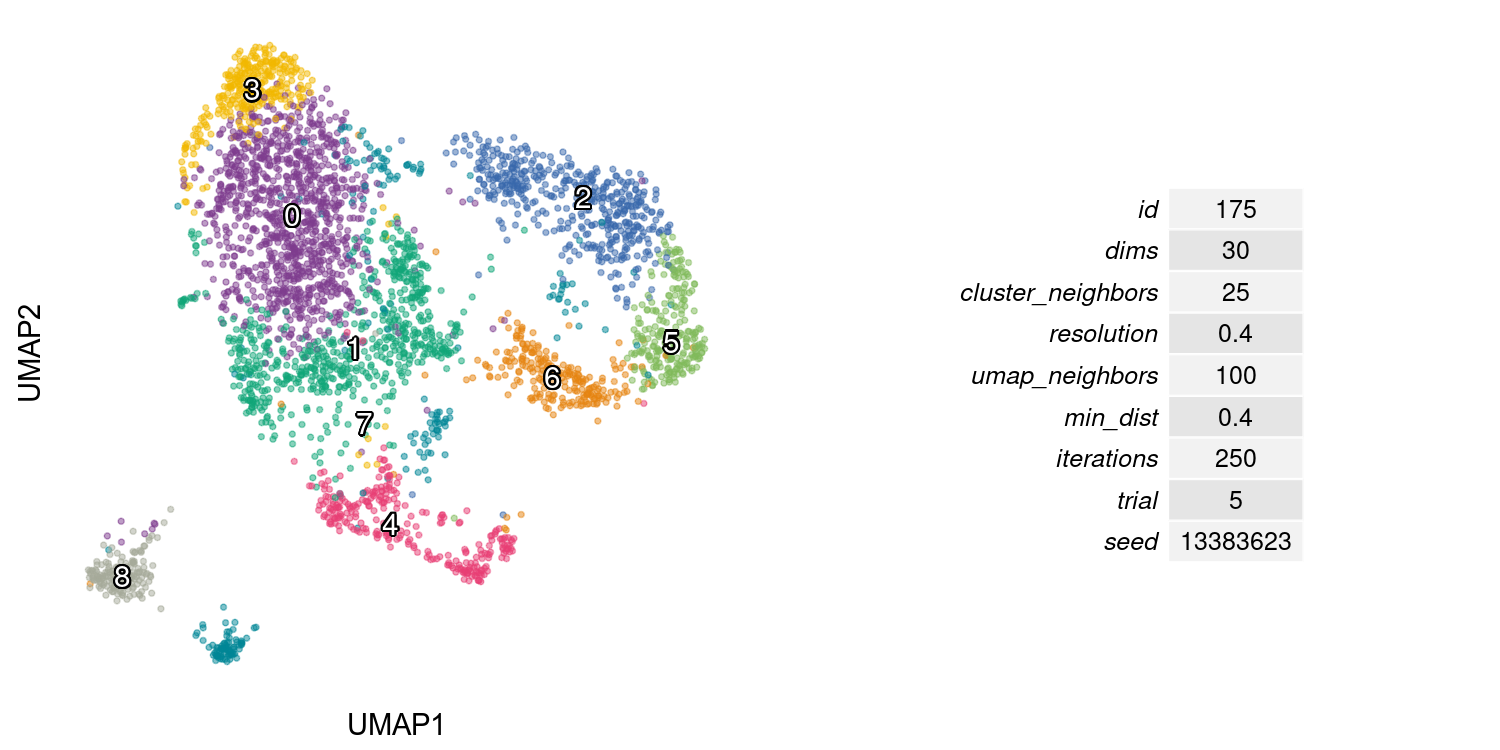 3
2
0
5
1
6
7
4
8
UMAP2
UMAP1
id 175
dims 30
cluster_neighbors 25
resolution 0.4
umap_neighbors 100
min_dist 0.4
iterations 250
trial 5
seed 13383623